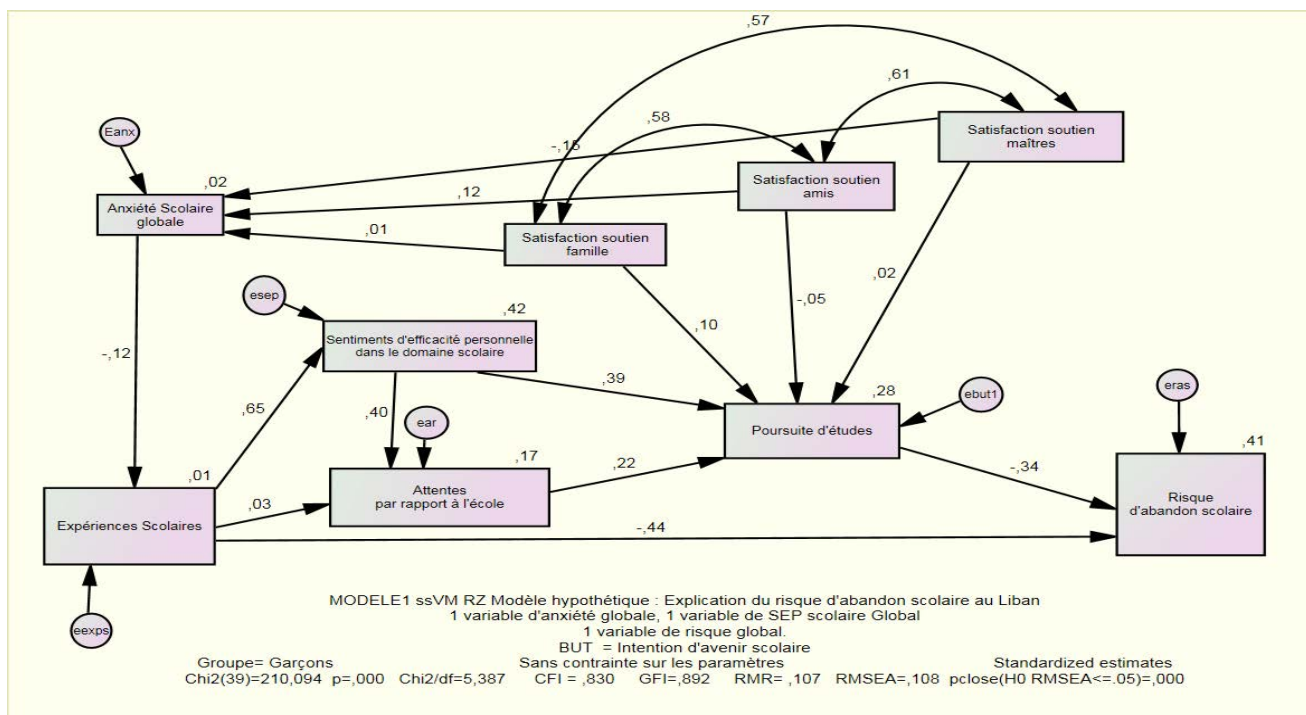 ,57
,61
Satisfaction soutien
maîtres
Eanx
,58
-,15
Satisfaction soutien
amis
,02
Anxiété Scolaire
globale
,12
,01
Satisfaction soutien
famille
esep
,42
Sentiments d'efficacité personnelle
dans le domaine scolaire
,02
-,05
,10
-,12
,39
,65
,40
ear
,28
ebut1
eras
Poursuite d'études
,17
,41
,01
Attentes
par rapport à l'école
,22
-,34
Risque
d'abandon scolaire
Expériences Scolaires
,03
-,44
eexps
MODELE1 ssVM RZ Modèle hypothétique : Explication du risque d'abandon scolaire au Liban
1 variable d'anxiété globale, 1 variable de SEP scolaire Global
1 variable de risque global.
BUT = Intention d'avenir scolaire
Groupe= Garçons Sans contrainte sur les paramètres Standardized estimates
Chi2(39)=210,094 p=,000 Chi2/df=5,387 CFI = ,830 GFI=,892 RMR= ,107 RMSEA=,108 pclose(H0 RMSEA<=.05)=,000